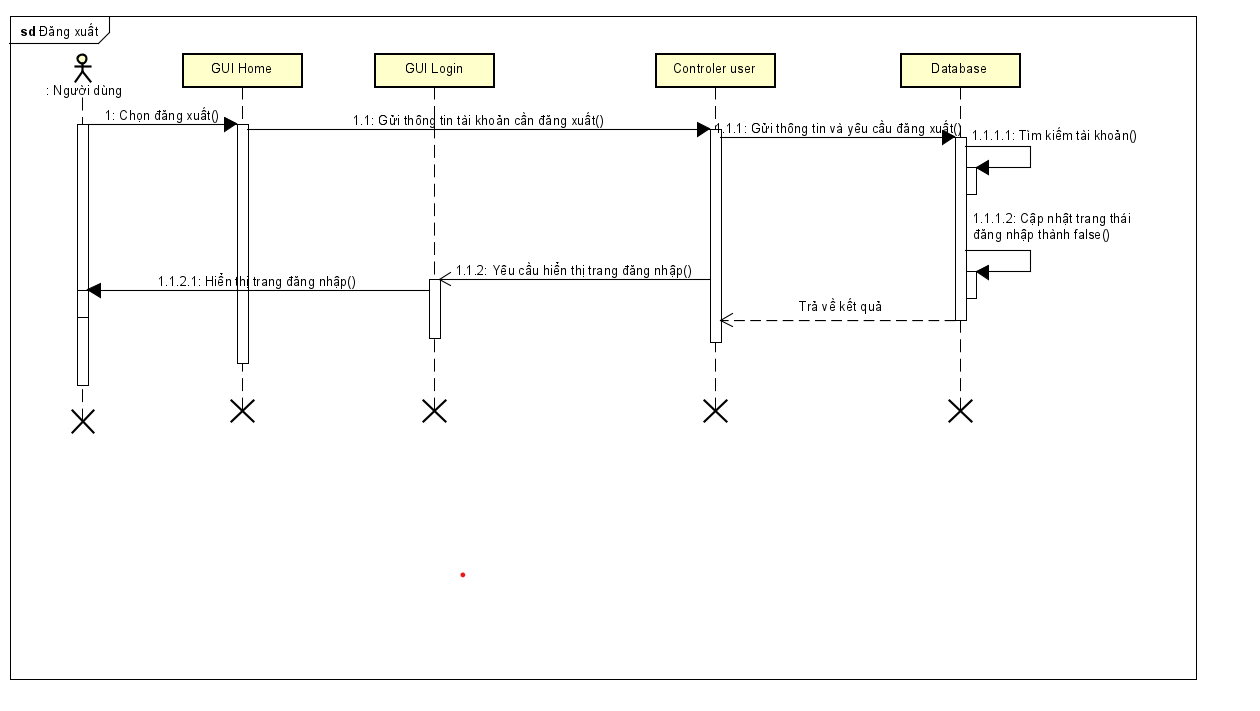 sd Đăng xuất
: Người dùng
GUI Home
GUI Login
Controler user
Database
1: Chọn đăng xuất()
1.1: Gửi thông tin tài khoản cần đăng xuất()
1.1.1: Gửi thông tin và yêu cầu đăng xuất()
1.1.1.1: Tìm kiếm tài khoản()
1.1.1.2: Cập nhật trang thái
đăng nhập thành false()
1.1.2: Yêu cầu hiển thị trang đăng nhập()
1.1.2.1: Hiển thị trang đăng nhập()
Trả về kết quả